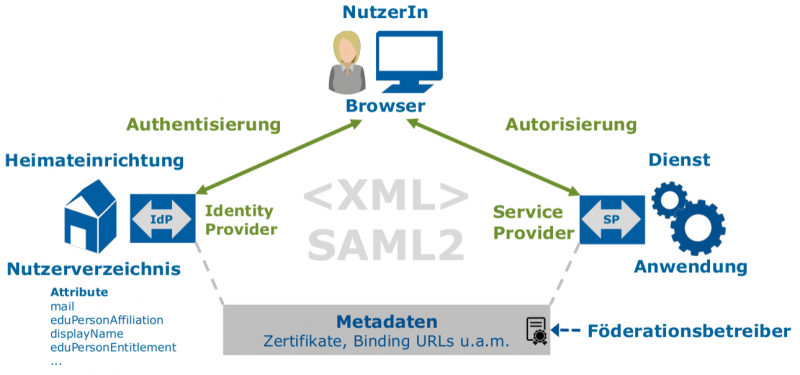 NutzerIn
Browser
Authentisierung
Autorisierung
Heimateinrichtung
Dienst
<XML>
SAML2
IdP
Identity
Provider
Service
Provider
SP
Nutzerverzeichnis
Anwendung
Attribute
mail
eduPersonAffiliation
displayName
eduPersonEntitlement
...
Metadaten
Zertifikate, Binding URLs u.a.m.
Föderationsbetreiber